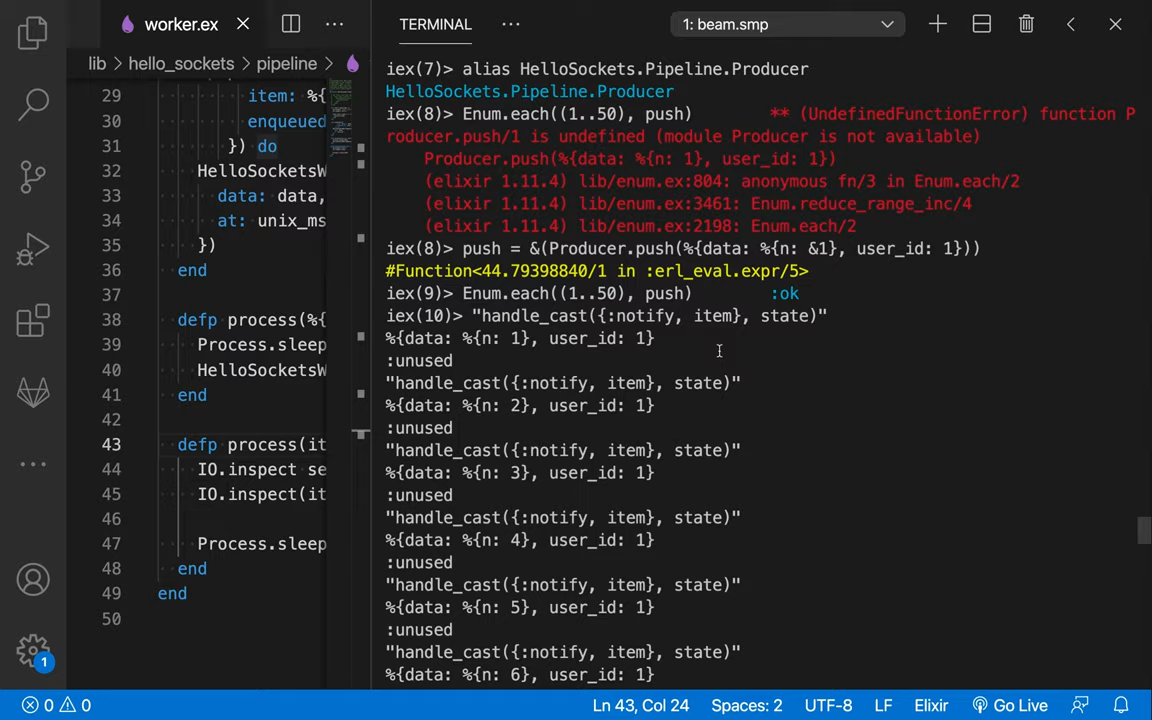 worker.ex
lib > hello_sockets > pipeline >
29 item: %{
30 enqueued
31 }) do
32 HelloSocketsW
33 data: data,
34 at: unix_ms
35 })
36 end
37
38 defp process(%{
39 Process.sleep
40 HelloSocketsW
41 end
42
43 defp process(it
44 IO.inspect se
45 IO.inspect(it
46
47 Process.sleep
48 end
49 end
50
TERMINAL
1: beam.smp
iex(7)> alias HelloSockets.Pipeline.Producer
HelloSockets.Pipeline.Producer
iex(8)> Enum.each((1..50), push) ** (UndefinedFunctionError) function P
roducer.push/1 is undefined (module Producer is not available)
Producer.push(%{data: %{n: 1}, user_id: 1})
(elixir 1.11.4) lib/enum.ex:804: anonymous fn/3 in Enum.each/2
(elixir 1.11.4) lib/enum.ex:3461: Enum.reduce_range_inc/4
(elixir 1.11.4) lib/enum.ex:2198: Enum.each/2
iex(8)> push = &(Producer.push(%{data: %{n: &1}, user_id: 1}))
#Function<44.79398840/1 in :erl_eval.expr/5>
iex(9)> Enum.each((1..50), push) :ok
iex(10)> "handle_cast({:notify, item}, state)"
%{data: %{n: 1}, user_id: 1}
:unused
"handle_cast({:notify, item}, state)"
%{data: %{n: 2}, user_id: 1}
:unused
"handle_cast({:notify, item}, state)"
%{data: %{n: 3}, user_id: 1}
:unused
"handle_cast({:notify, item}, state)"
%{data: %{n: 4}, user_id: 1}
:unused
"handle_cast({:notify, item}, state)"
%{data: %{n: 5}, user_id: 1}
:unused
"handle_cast({:notify, item}, state)"
%{data: %{n: 6}, user_id: 1}
1
0 0 Ln 43, Col 24 Spaces: 2 UTF-8 LF Elixir Go Live